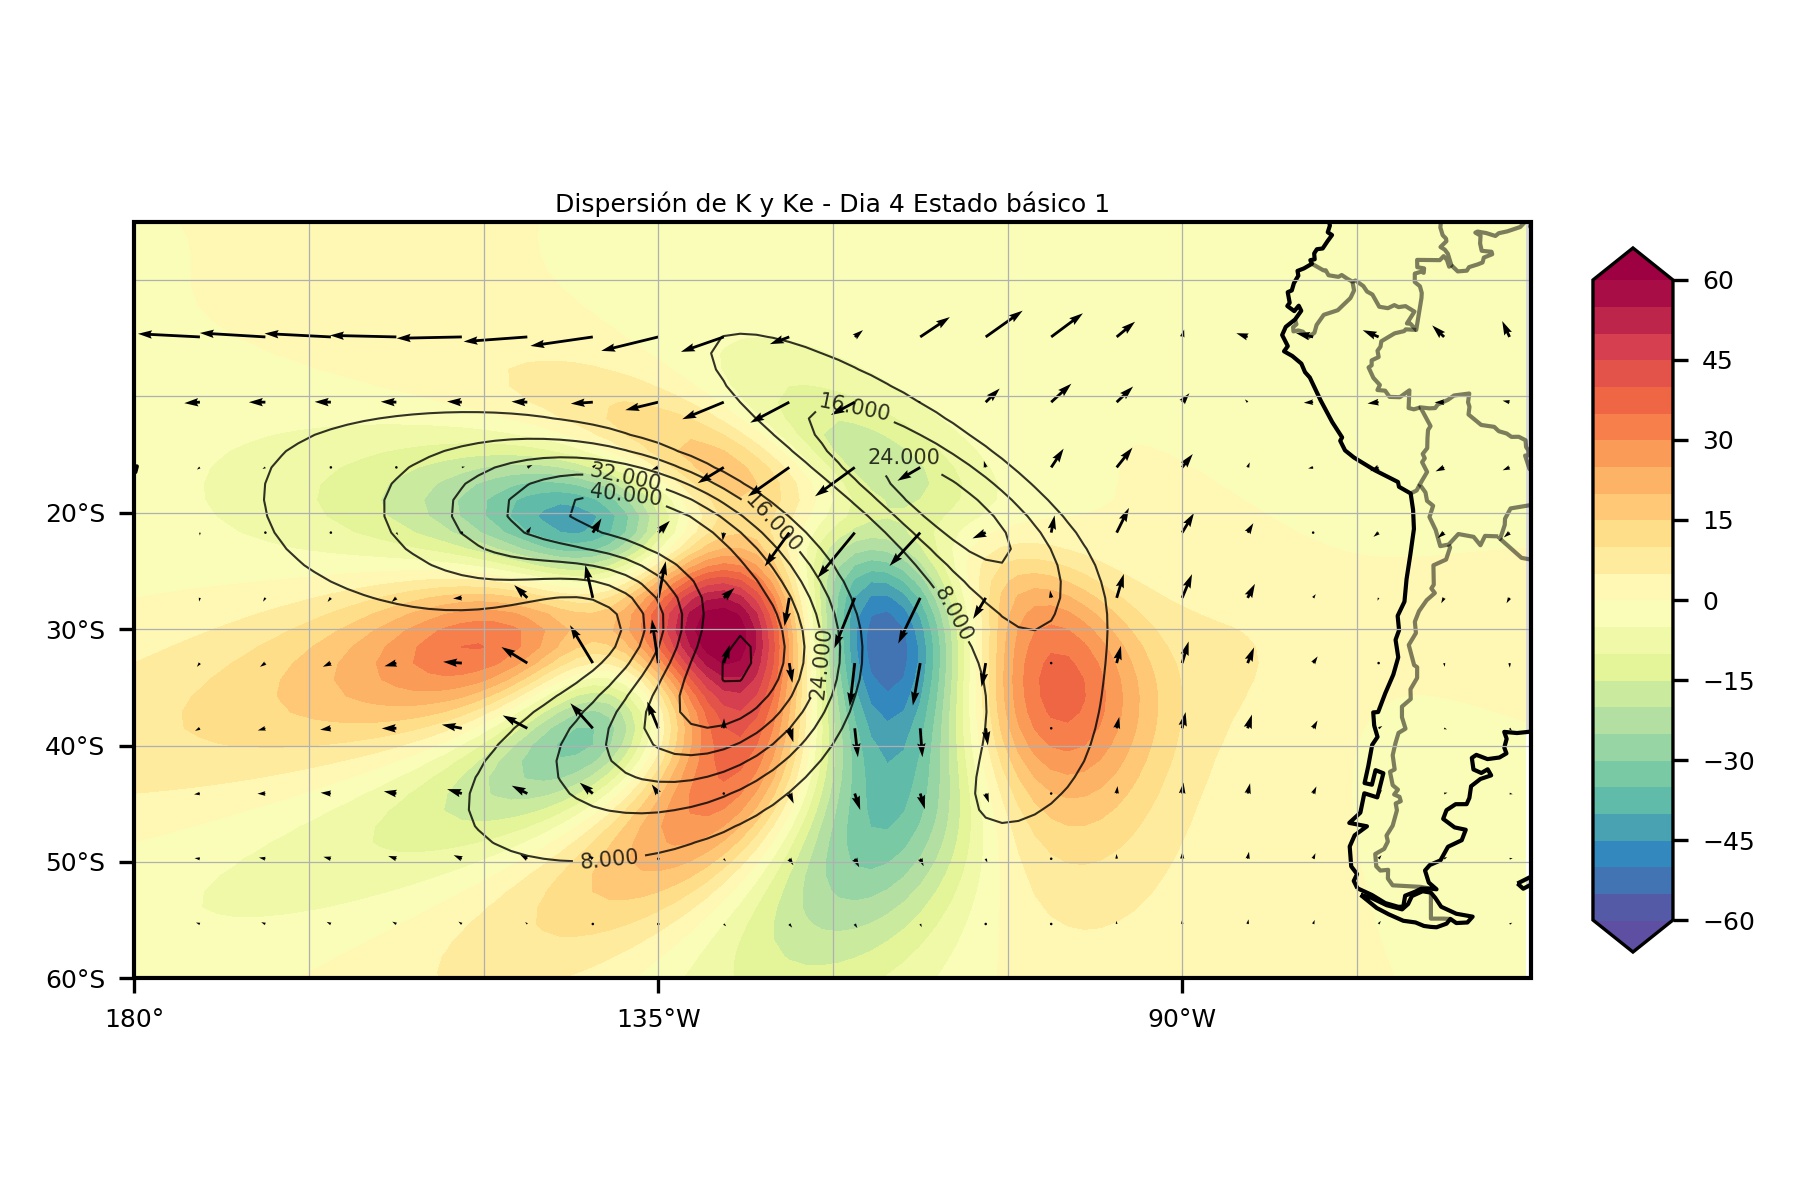 Dispersión de K y Ke - Dia 4 Estado básico 1
60
45
30
15
0
−15
−30
−45
−60
20°S
30°S
40°S
50°S
60°S
180°
135°W
90°W
16.000
24.000
32.000
40.000
16.000
8.000
24.000
8.000